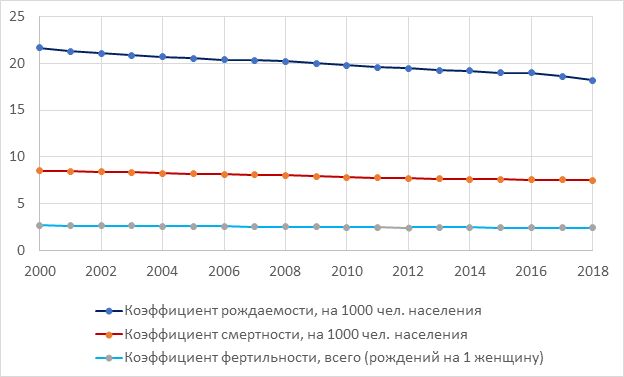 25
20
15
10
5
0
2000 2002 2004 2006 2008 2010 2012 2014 2016 2018
Коэффициент рождаемости, на 1000 чел. населения
Коэффициент смертности, на 1000 чел. населения
Коэффициент фертильности, всего (рождений на 1 женщину)